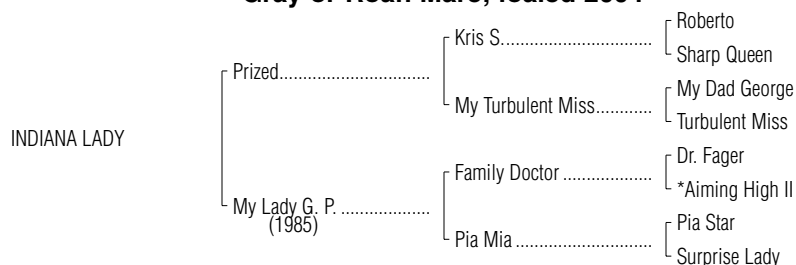 Gray or Roan Mare; foaled
Roberto
Kris S.
Sharp Queen
Prized
My Dad George
My Turbulent Miss
Turbulent Miss
INDIANA LADY
Dr. Fager
Family Doctor
*Aiming High II
My Lady G. P.
(1985)
Pia Star
Pia Mia
Surprise Lady